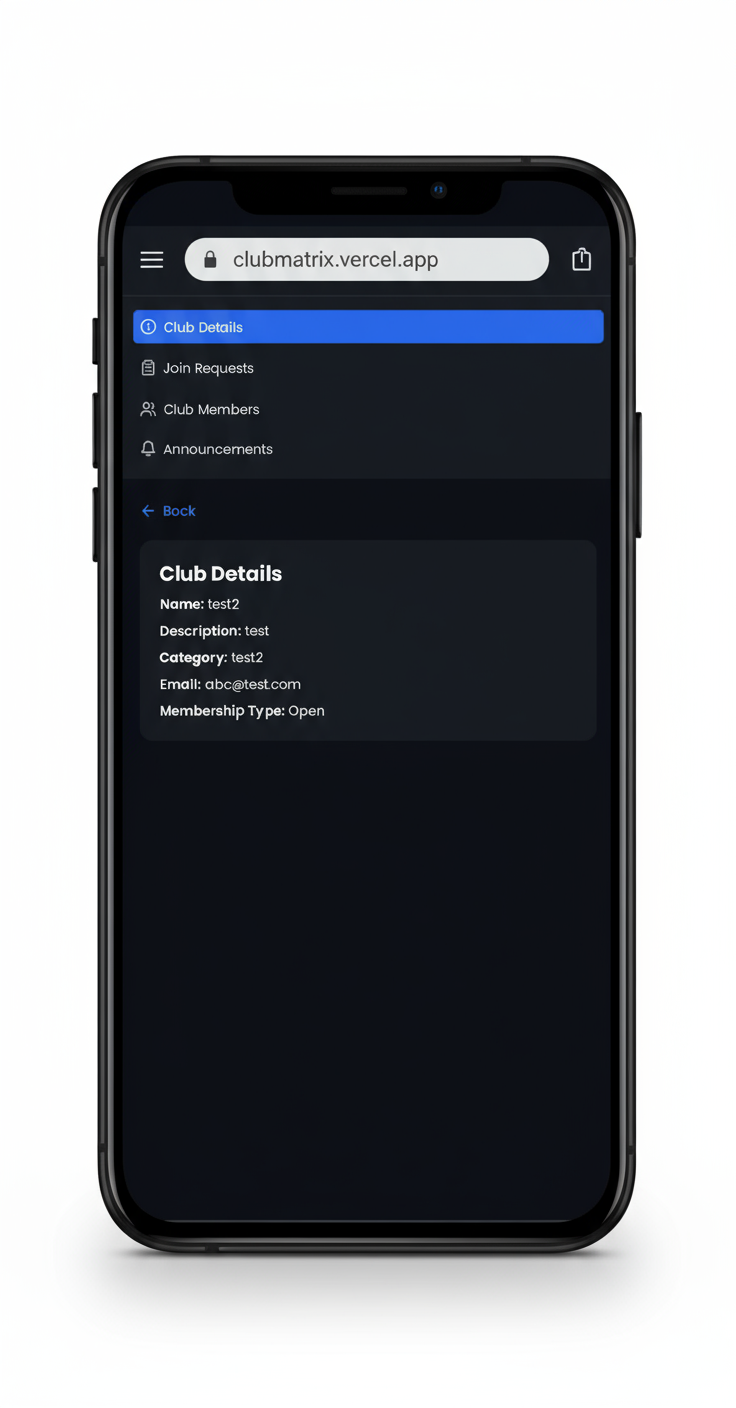 clubmatrix.vercel.app
Club Details
Join Requests
Club Members
Announcements
← Bock
Club Details
Name: test2
Description: test
Category: test2
Email: abc@test.com
Membership Type: Open